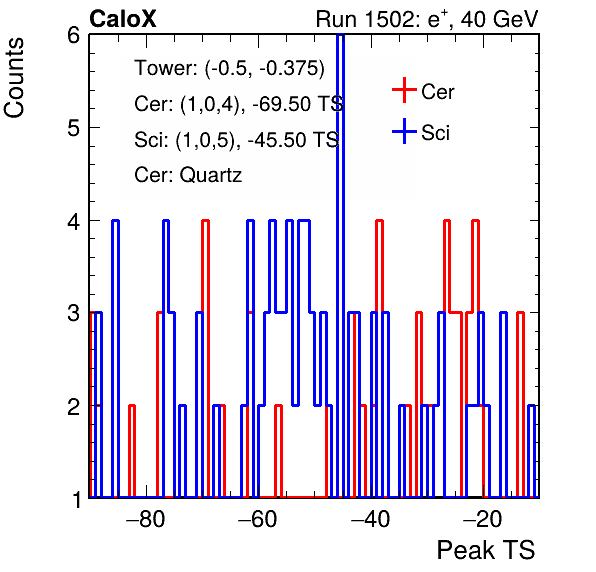 CaloX Run 1502: e+, 40 GeV
Counts
6
Tower: (-0.5, -0.375)
Cer: (1,0,4), -69.50 TS
Cer
5
Sci: (1,0,5), -45.50 TS
Sci
Cer: Quartz
4
3
2
1
−80 −60 −40 −20
Peak TS